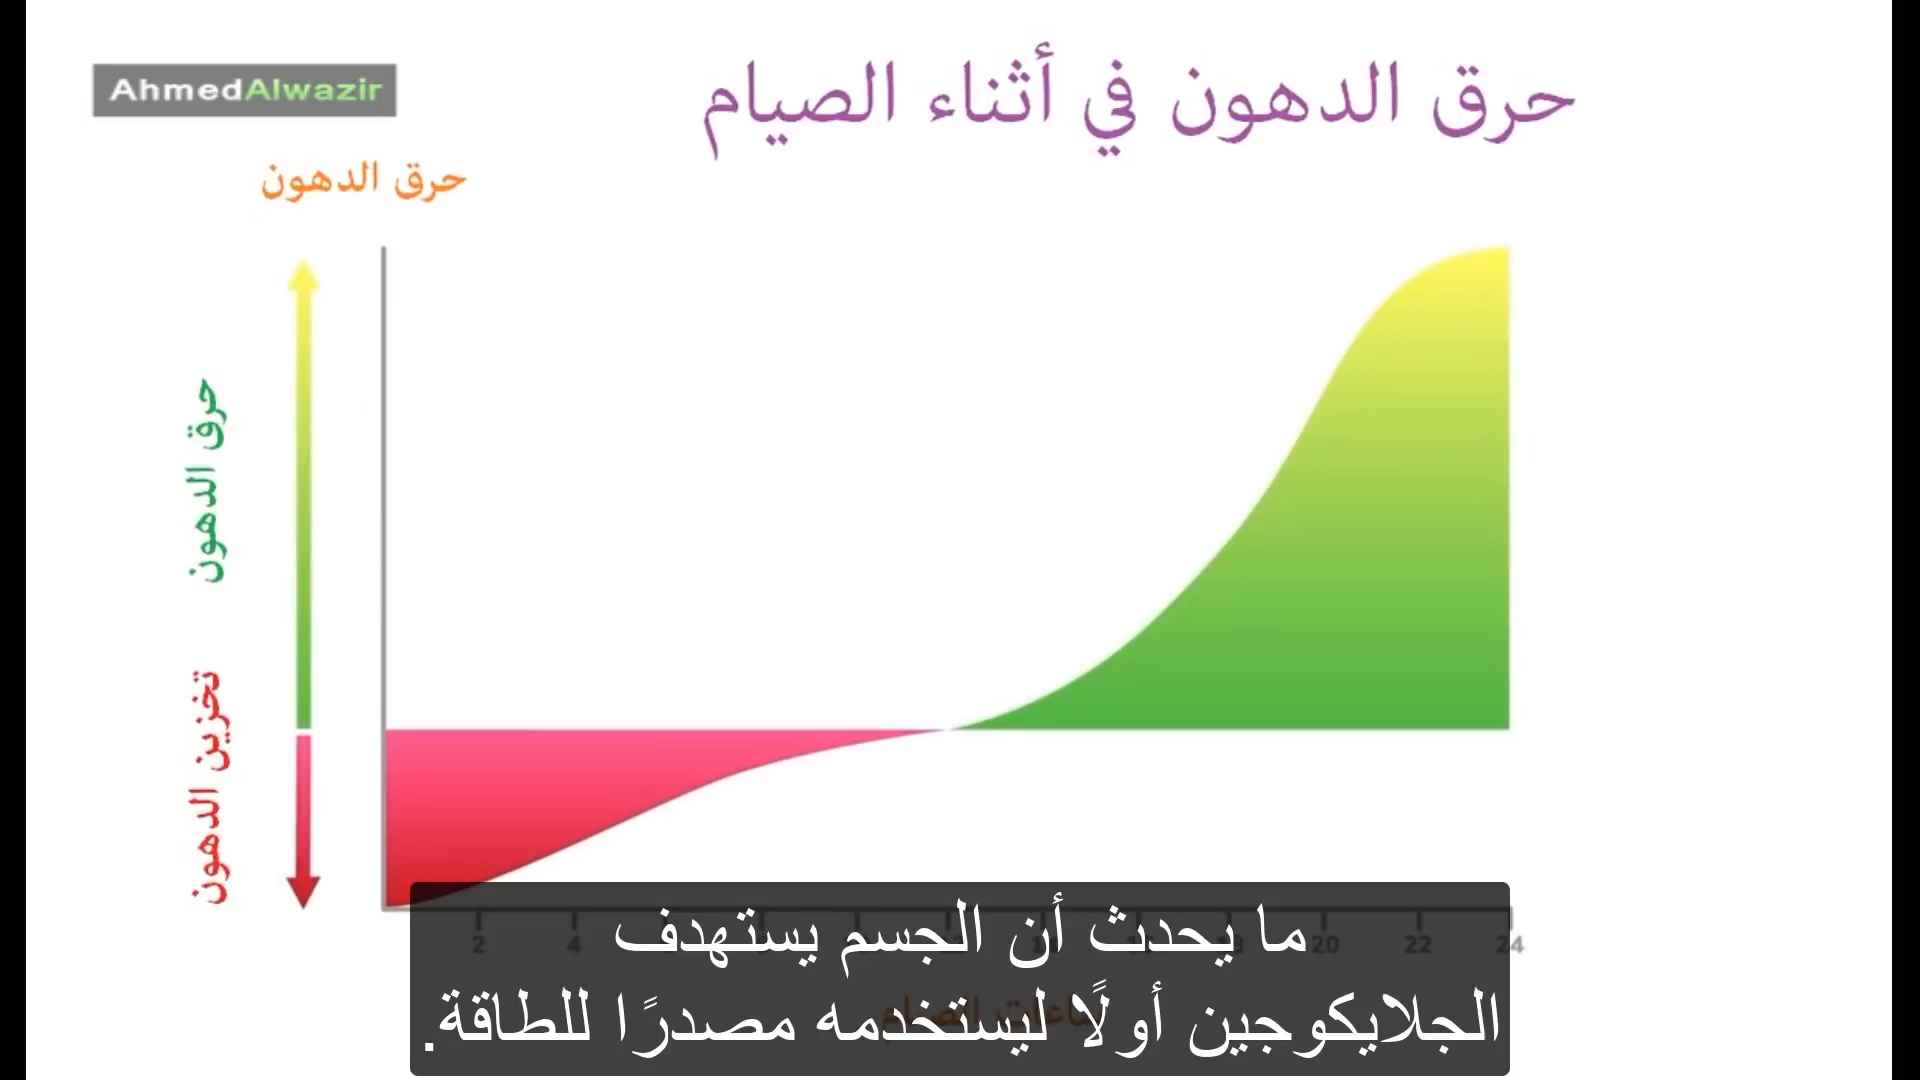 AhmedAlwazir
حرق الدهون في أثناء الصيام
حرق الدهون
حرق الدهون
تخزين الدهون
2 4 20 22 24
ما يحدث أن الجسم يستهدف
الجلايكوجين أولًا ليستخدمه مصدرًا للطاقة.